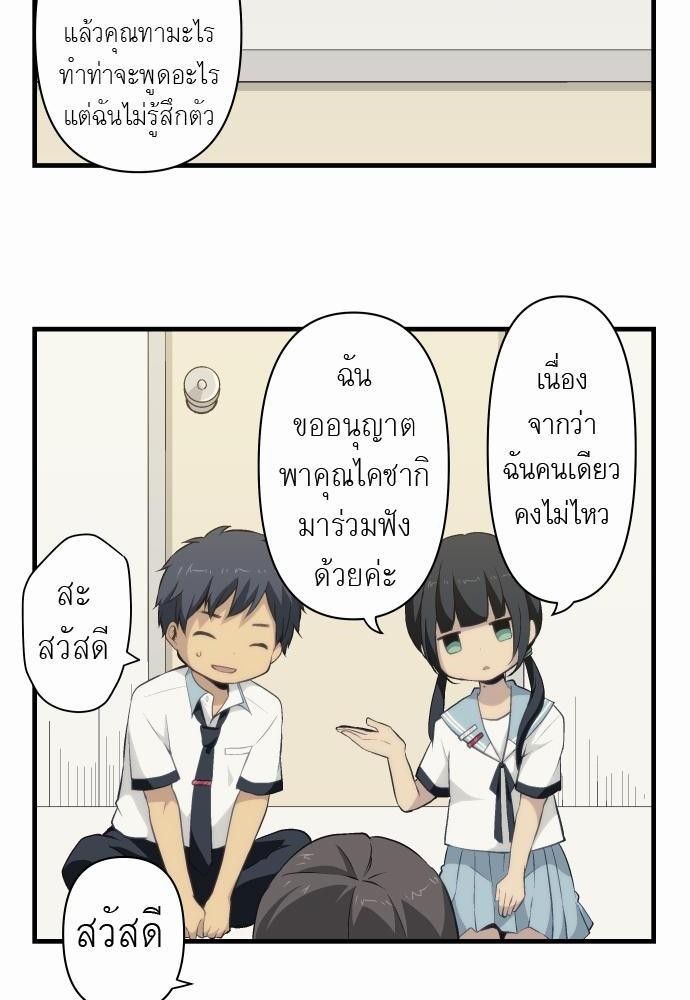 แล้วคุณทามะไร
ทำท่าจะพูดอะไร
แต่ฉันไม่รู้สึกตัว
เนื่อง
จากว่า
ฉันคนเดียว
คงไม่ไหว
ฉัน
ขออนุญาต
พาคุณไคซากิ
มาร่วมฟัง
ด้วยค่ะ
สะ
สวัสดี
สวัสดี